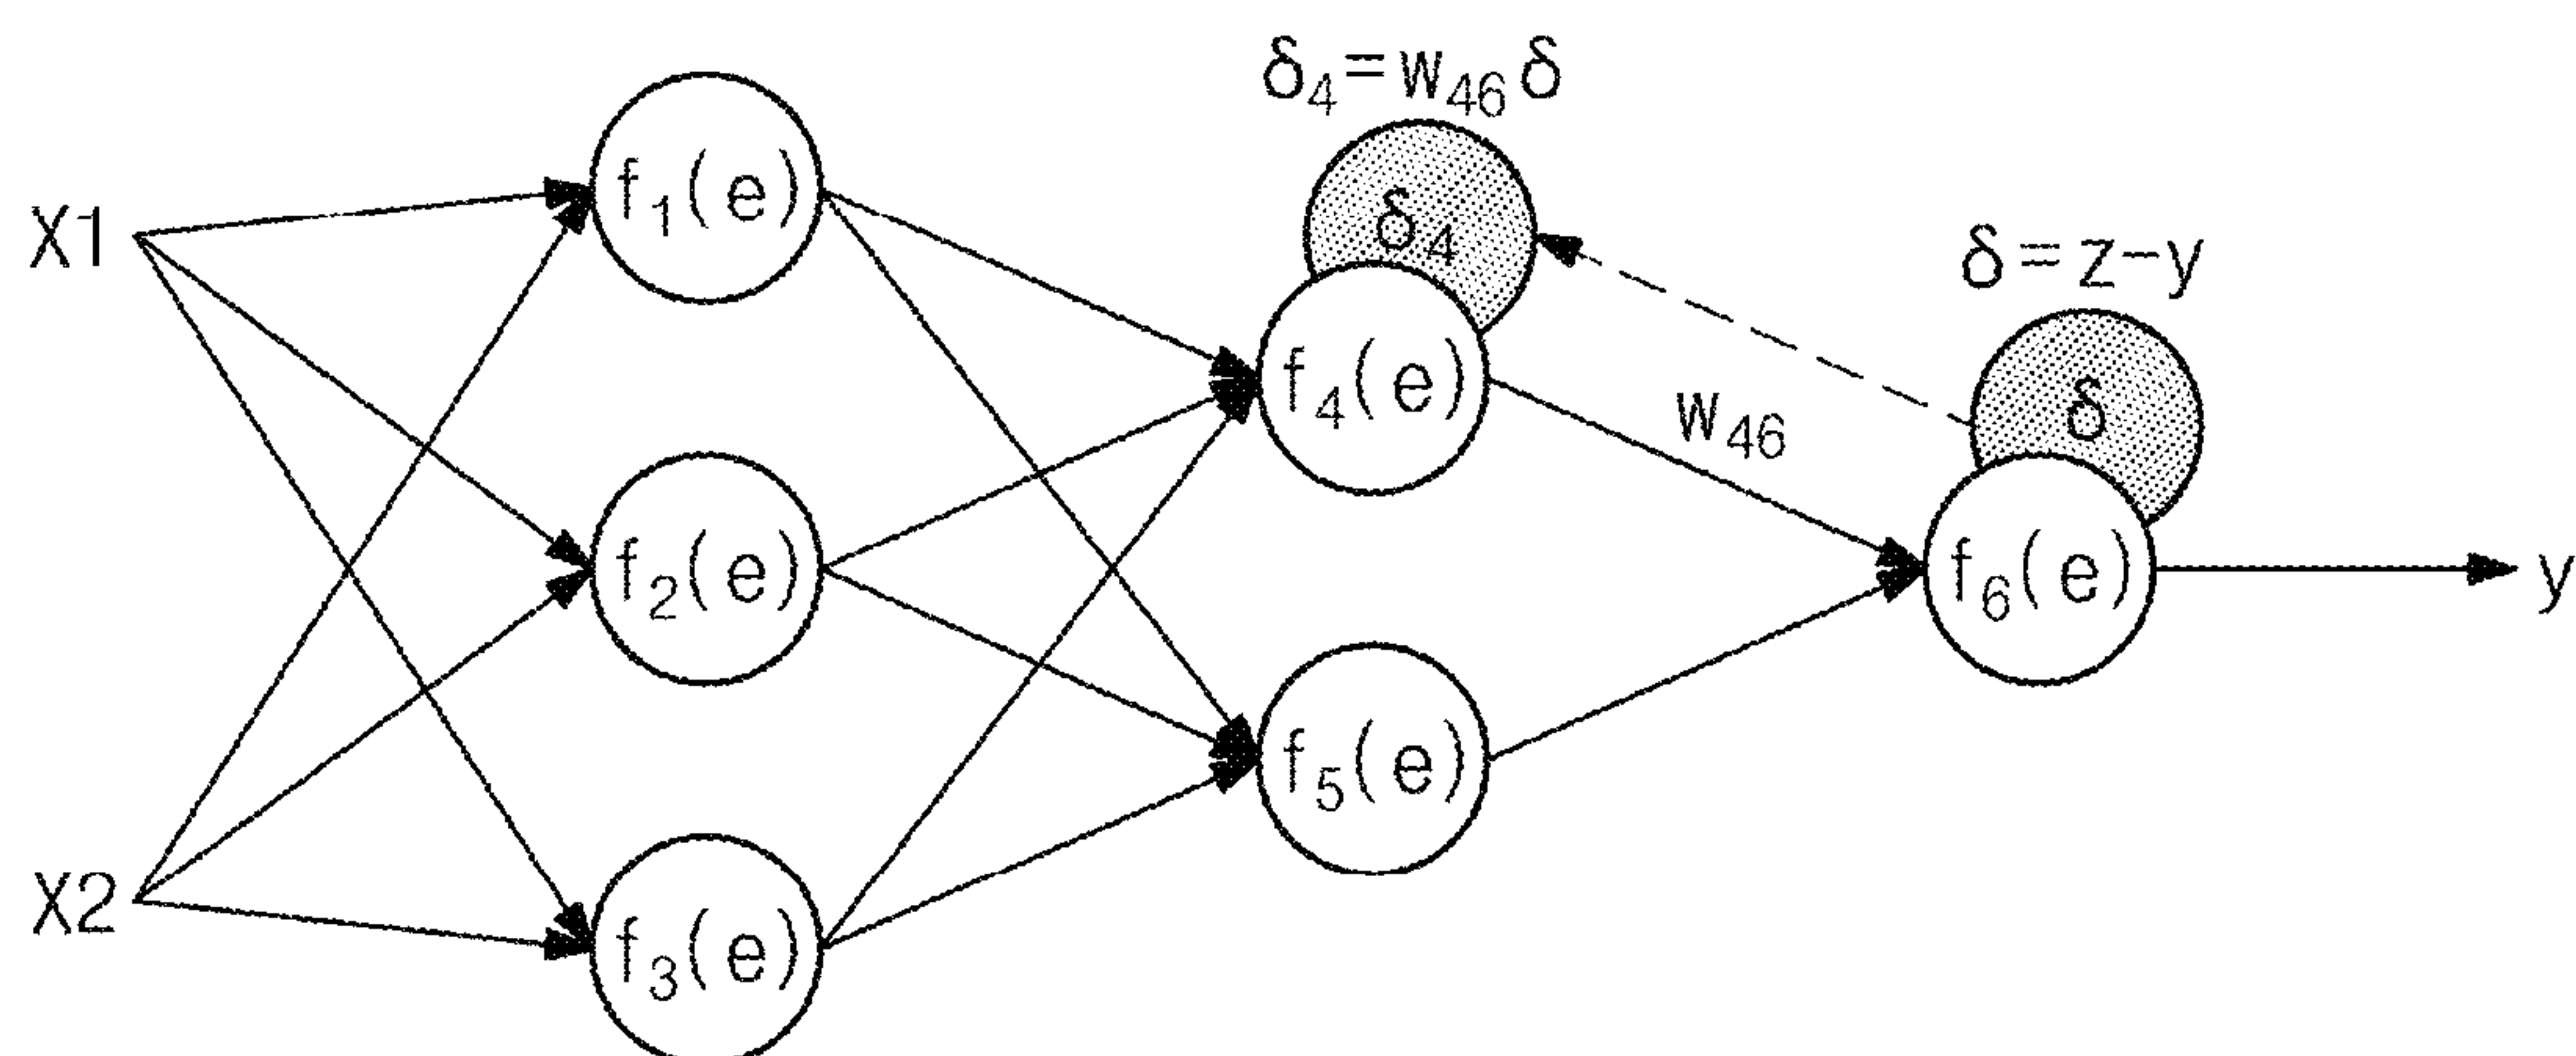 δ₄=w₄₆δ
f₁(e)
δ₄
X1
δ=z-y
f₄(e)
w₄₆
δ
f₂(e)
f₆(e)
y
f₅(e)
X2
f₃(e)